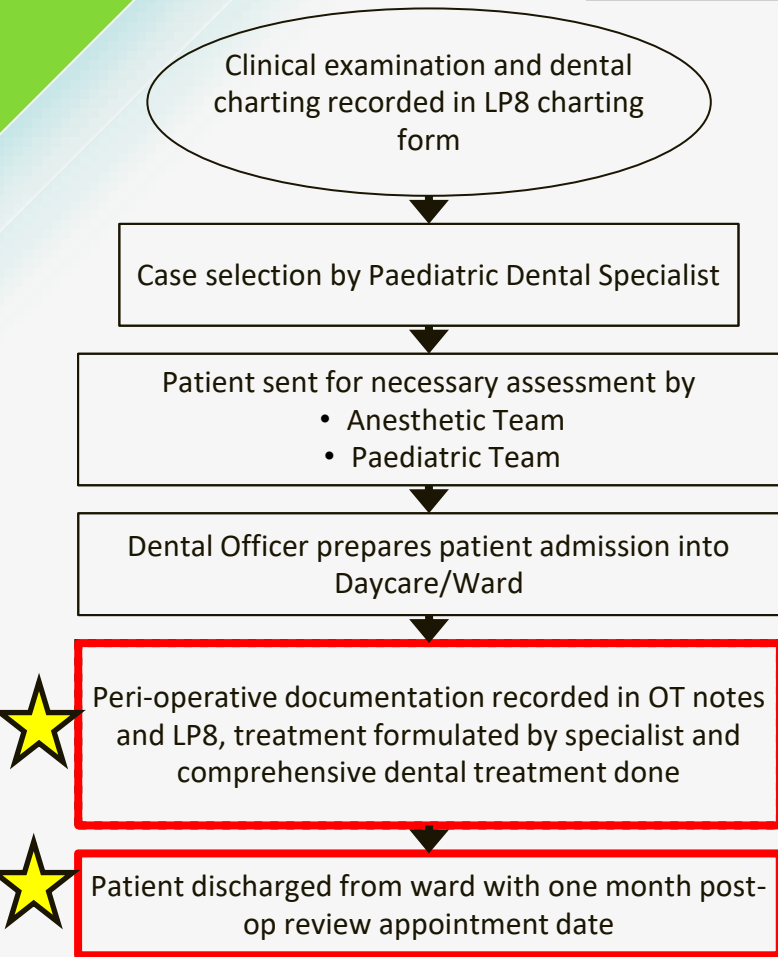 Clinical examination and dental
charting recorded in LP8 charting
form
Case selection by Paediatric Dental Specialist
Patient sent for necessary assessment by
• Anesthetic Team
• Paediatric Team
Dental Officer prepares patient admission into
Daycare/Ward
Peri-operative documentation recorded in OT notes
and LP8, treatment formulated by specialist and
comprehensive dental treatment done
Patient discharged from ward with one month post-
op review appointment date